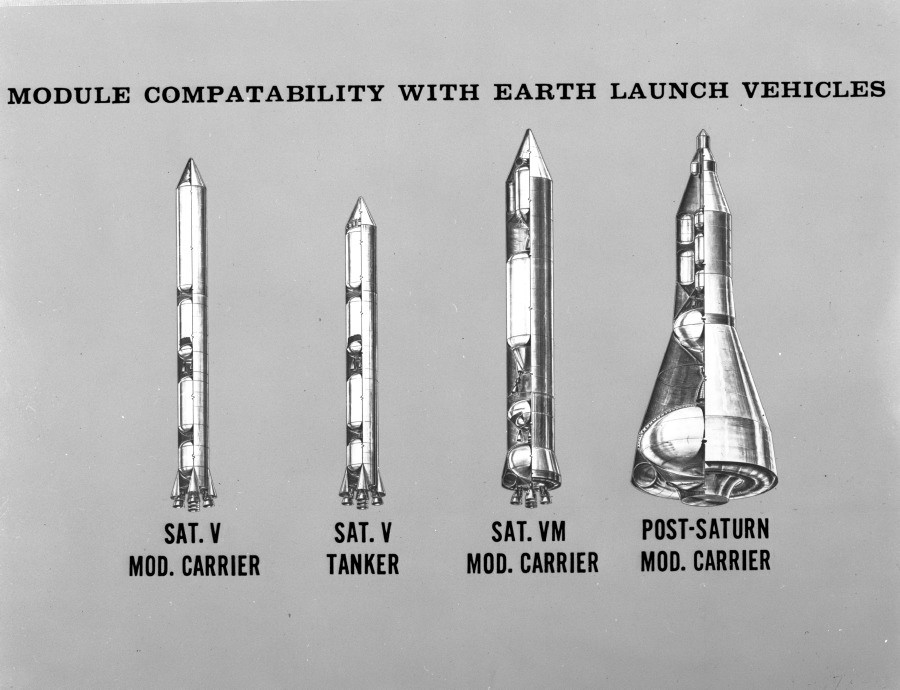 MODULE COMPATABILITY WITH EARTH LAUNCH VEHICLES
SAT. V
MOD. CARRIER
SAT. V
TANKER
SAT. VM
MOD. CARRIER
POST-SATURN
MOD. CARRIER